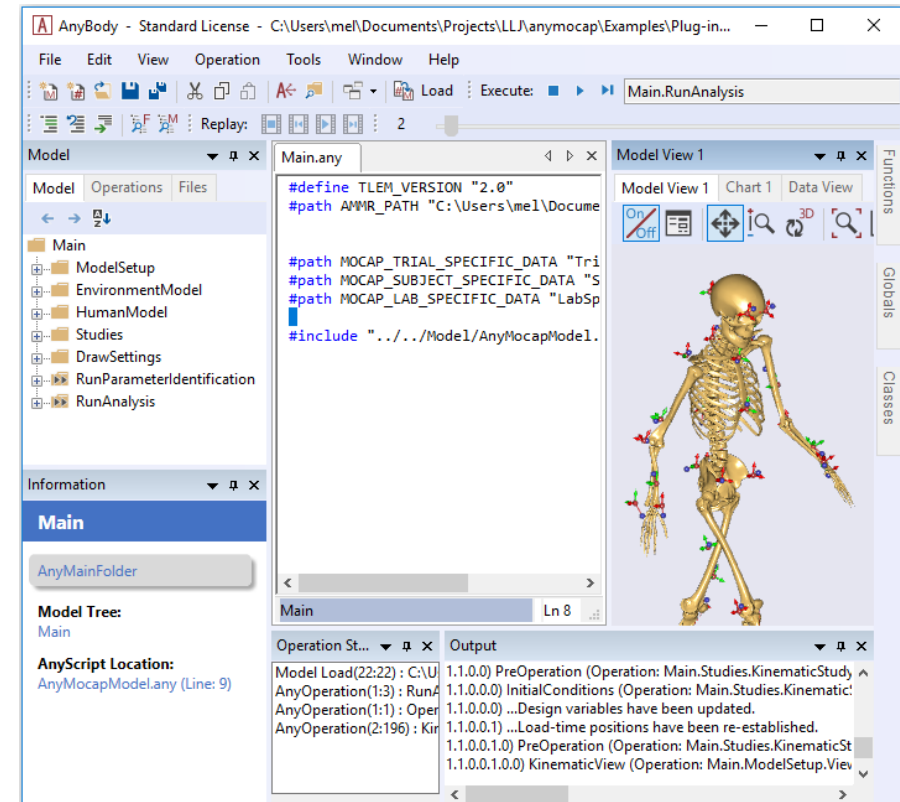 AnyBody - Standard License - C:\Users\mel\Documents\Projects\LLJ\anymocap\Examples\Plug-in...
File Edit View Operation Tools Window Help
Load Execute: Main.RunAnalysis
Replay: 2
Model
Model Operations Files
Main
ModelSetup
EnvironmentModel
HumanModel
Studies
DrawSettings
RunParameterIdentification
RunAnalysis
Information
Main
AnyMainFolder
Model Tree:
Main
AnyScript Location:
AnyMocapModel.any (Line: 9)
Main.any
#define TLEM_VERSION "2.0"
#path AMMR_PATH "C:\Users\mel\Docume
#path MOCAP_TRIAL_SPECIFIC_DATA "Tri
#path MOCAP_SUBJECT_SPECIFIC_DATA "S
#path MOCAP_LAB_SPECIFIC_DATA "LabSp
#include "../../Model/AnyMocapModel.
Main Ln 8
Model View 1
Model View 1 Chart 1 Data View
On/Off 3D
Functions
Globals
Classes
Operation St...
Model Load(22:22) : C:\U
AnyOperation(1:3) : RunA
AnyOperation(1:1) : Oper
AnyOperation(2:196) : Kin
Output
1.1.0.0) PreOperation (Operation: Main.Studies.KinematicStudy
1.1.0.0.0) InitialConditions (Operation: Main.Studies.Kinematic
1.1.0.0.0) ...Design variables have been updated.
1.1.0.0.1) ...Load-time positions have been re-established.
1.1.0.0.1.0) PreOperation (Operation: Main.Studies.KinematicSt
1.1.0.0.1.0.0) KinematicView (Operation: Main.ModelSetup.View